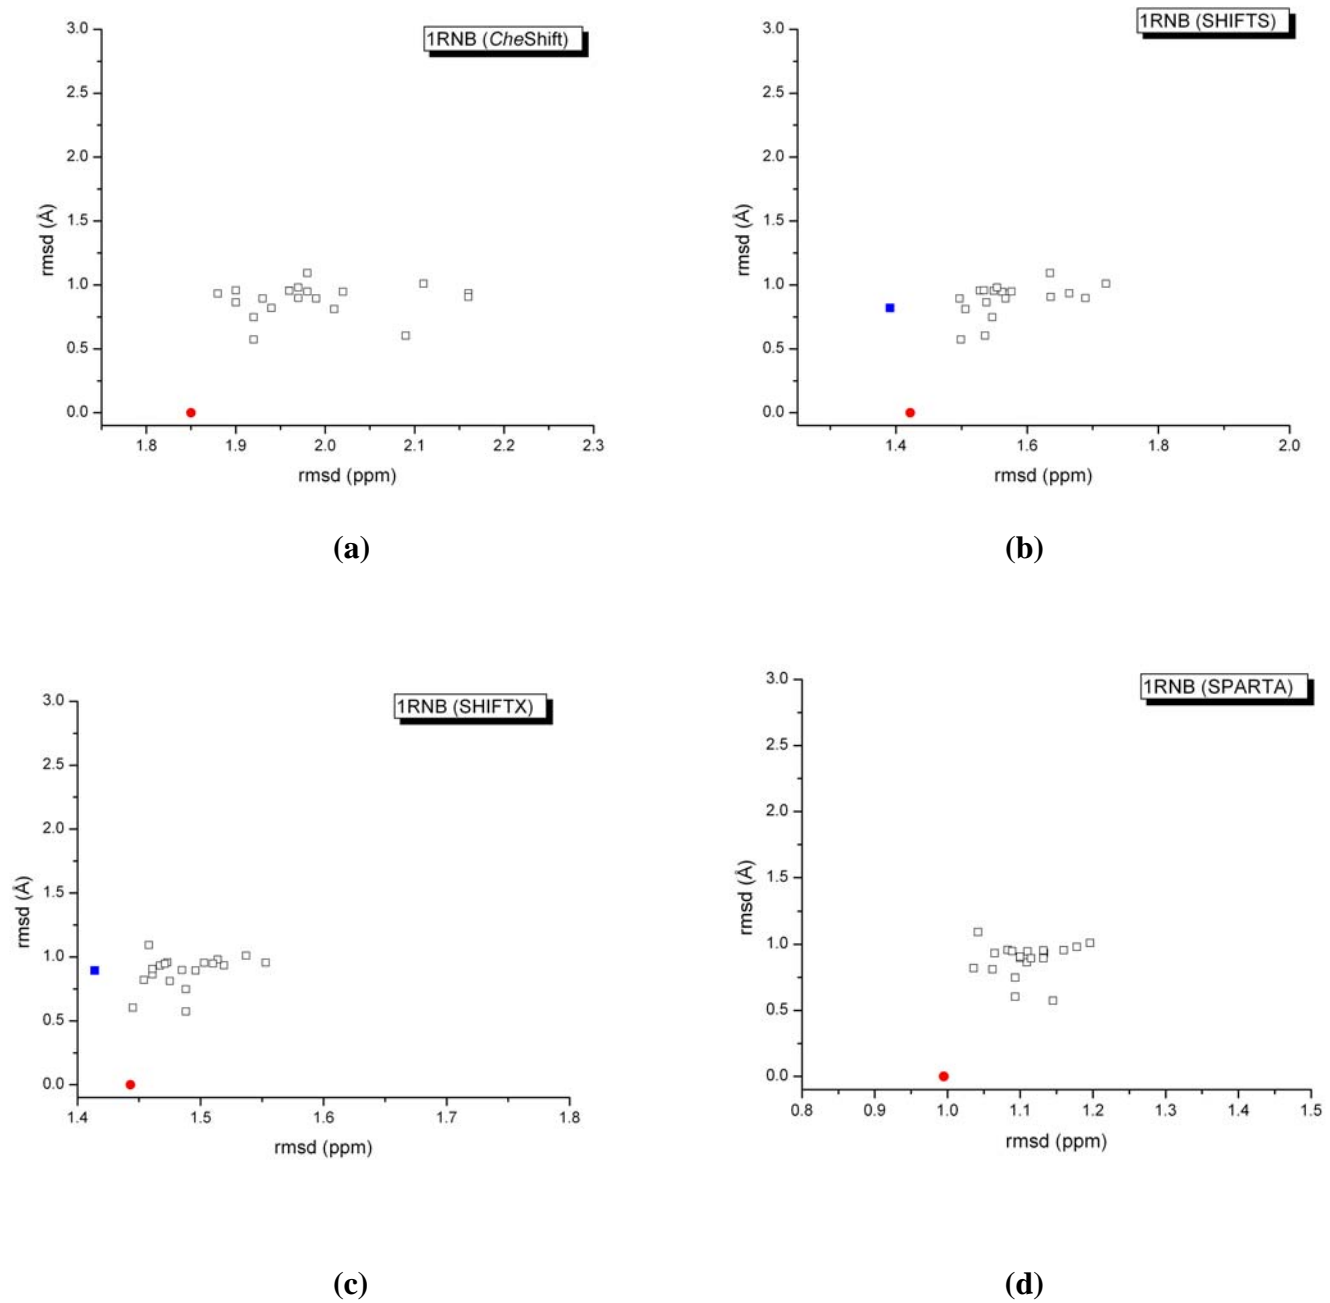 1RNB (CheShift)
3.0
2.5
2.0
1.5
1.0
0.5
0.0
rmsd (Å)
1.8 1.9 2.0 2.1 2.2 2.3
rmsd (ppm)
(a)
1RNB (SHIFTS)
3.0
2.5
2.0
1.5
1.0
0.5
0.0
rmsd (Å)
1.4 1.6 1.8 2.0
rmsd (ppm)
(b)
1RNB (SHIFTX)
3.0
2.5
2.0
1.5
1.0
0.5
0.0
rmsd (Å)
1.4 1.5 1.6 1.7 1.8
rmsd (ppm)
(c)
1RNB (SPARTA)
3.0
2.5
2.0
1.5
1.0
0.5
0.0
rmsd (Å)
0.8 0.9 1.0 1.1 1.2 1.3 1.4 1.5
rmsd (ppm)
(d)